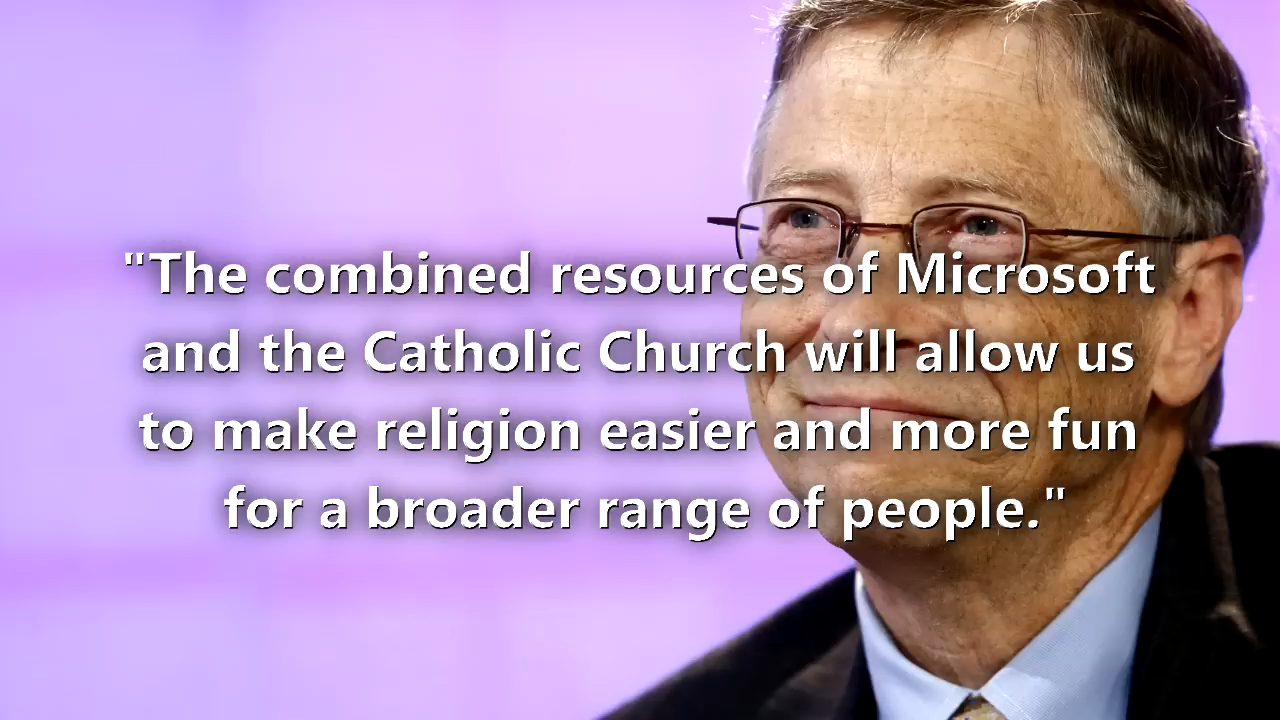 "The combined resources of Microsoft
and the Catholic Church will allow us
to make religion easier and more fun
for a broader range of people."